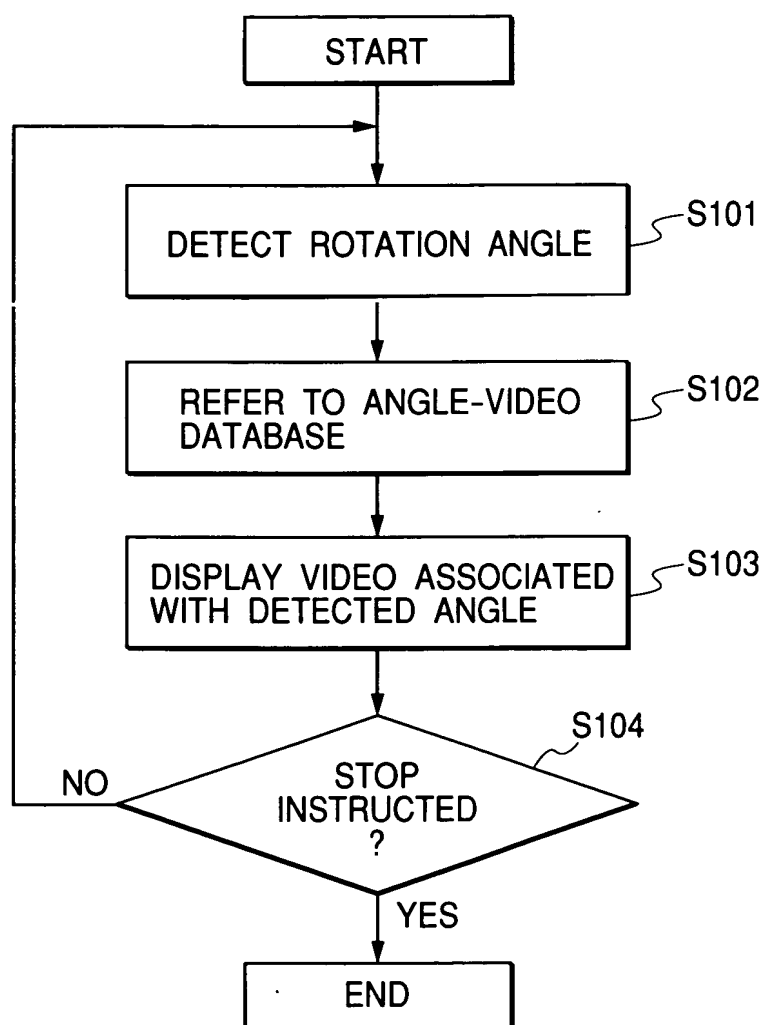 START
DETECT ROTATION ANGLE
S101
REFER TO ANGLE-VIDEO
DATABASE
S102
DISPLAY VIDEO ASSOCIATED
WITH DETECTED ANGLE
S103
S104
STOP
INSTRUCTED
?
NO
YES
END